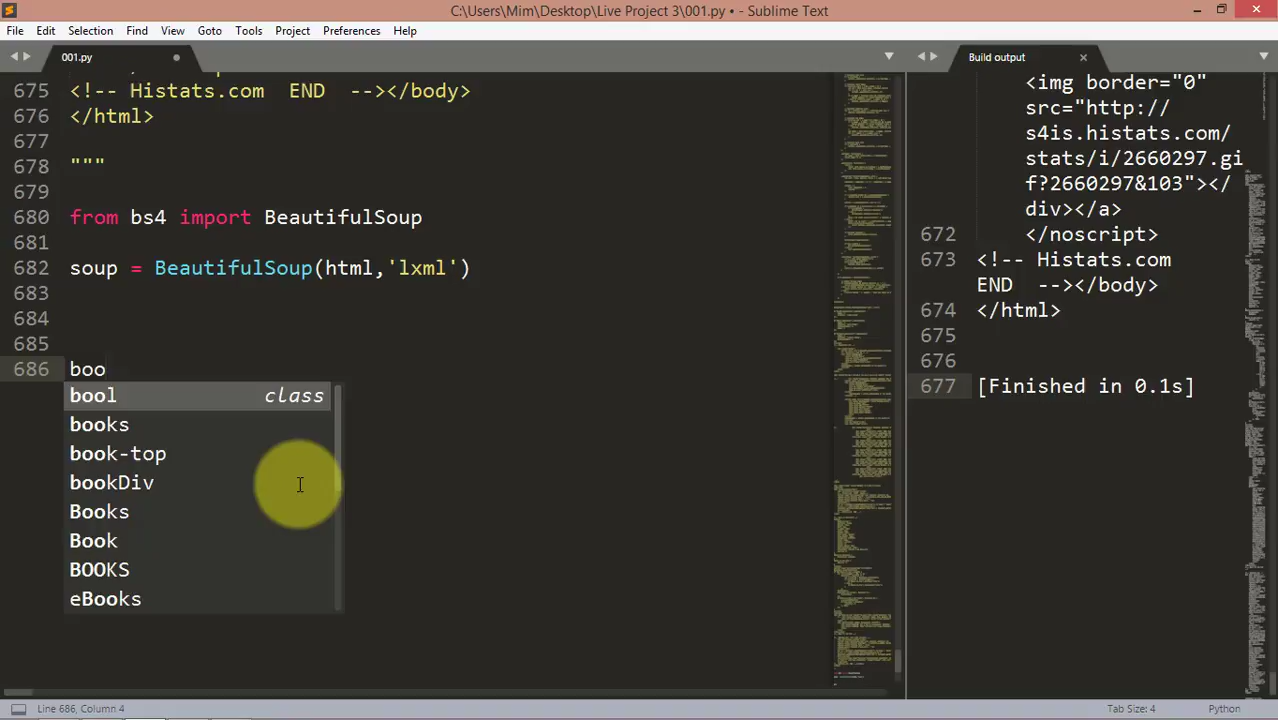 C:\Users\Mim\Desktop\Live Project 3\001.py • - Sublime Text
File Edit Selection Find View Goto Tools Project Preferences Help
001.py
675 <!-- Histats.com  END  --></body>
676 </html>
677
678 """
679
680 from bs4 import BeautifulSoup
681
682 soup = BeautifulSoup(html,'lxml')
683
684
685
686 boo
bool class
books
book-top
bookDiv
Books
Book
BOOKS
eBooks
Build output
<img border="0"
src="http://
s4is.histats.com/
stats/i/2660297.gi
f?2660297&103"></
div></a>
672 </noscript>
673 <!-- Histats.com
END  --></body>
674 </html>
675
676
677 [Finished in 0.1s]
Line 686, Column 4
Tab Size: 4
Python